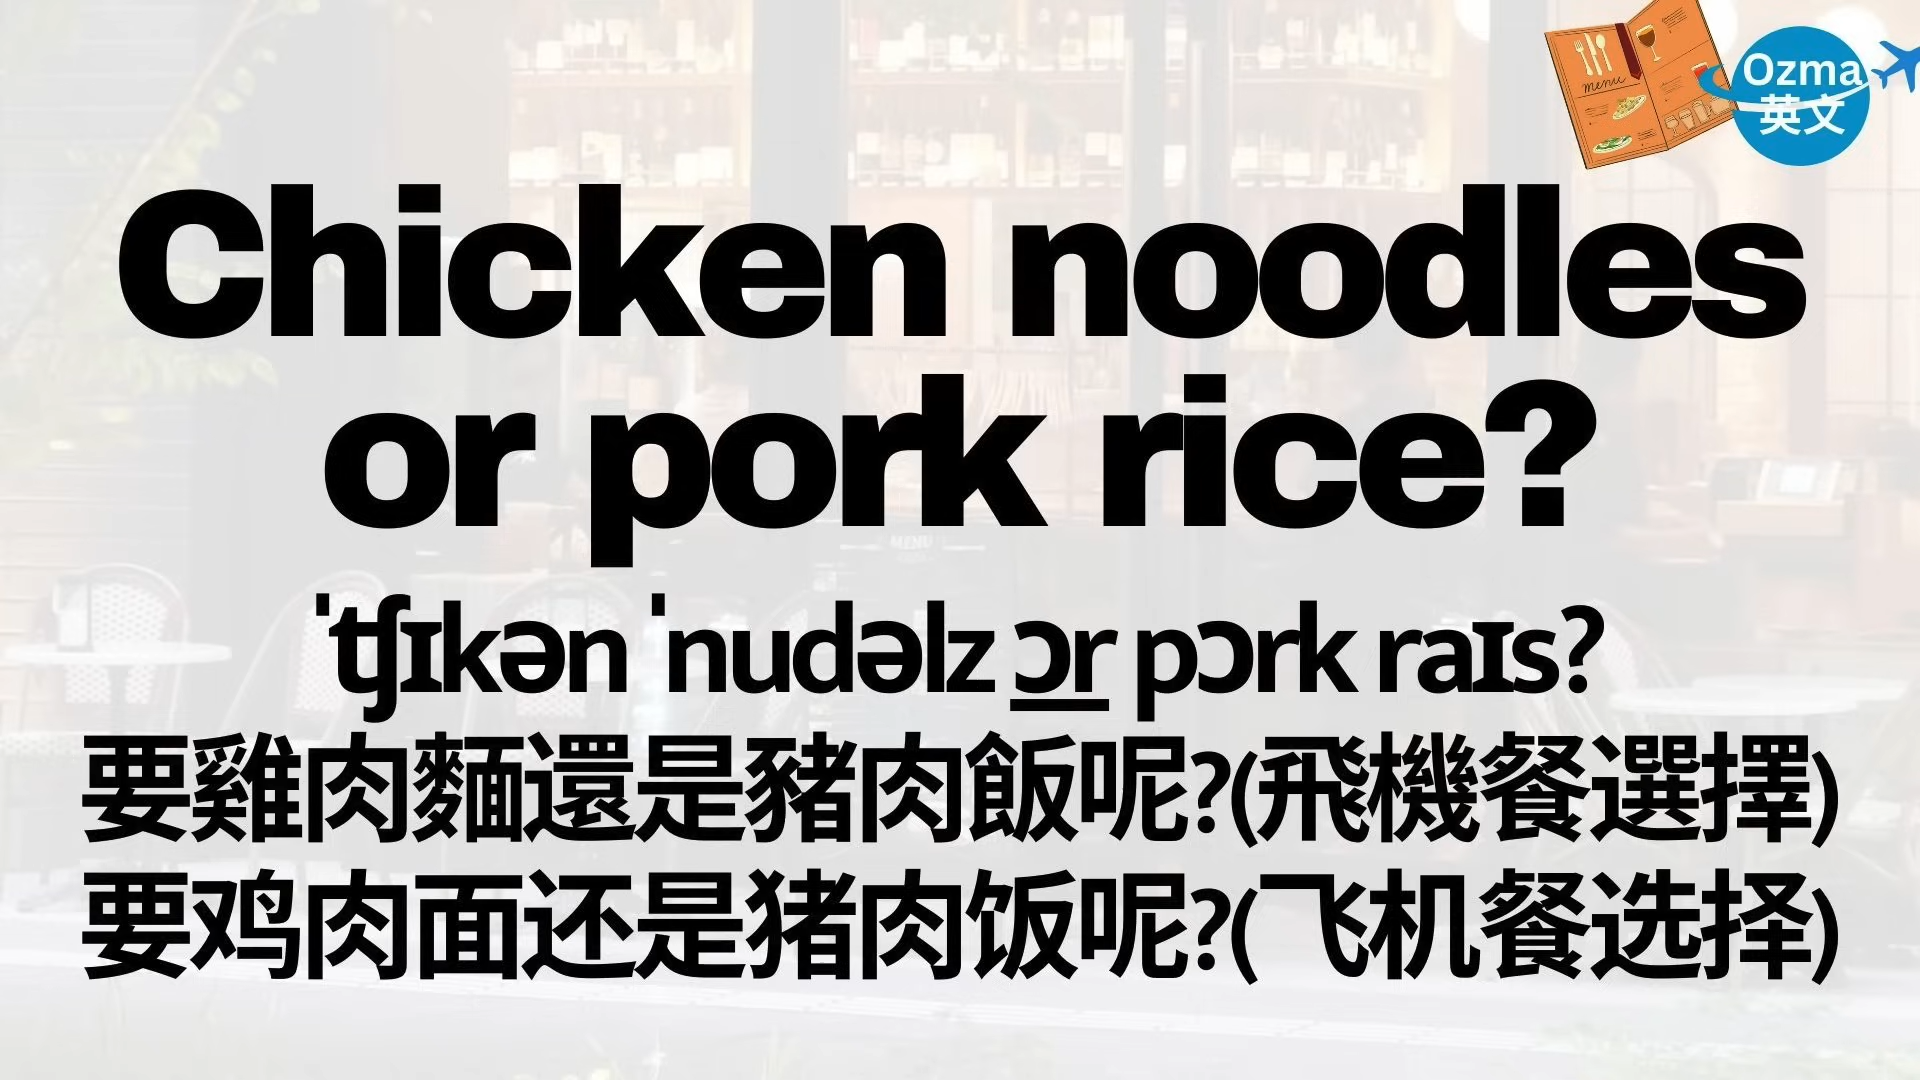 menu
Ozma
英文
Chicken noodles
or pork rice?
ˈʧɪkən ˈnudəlz ɔr pɔrk raɪs?
要雞肉麵還是豬肉飯呢?(飛機餐選擇)
要鸡肉面还是猪肉饭呢?(飞机餐选择)
MENU